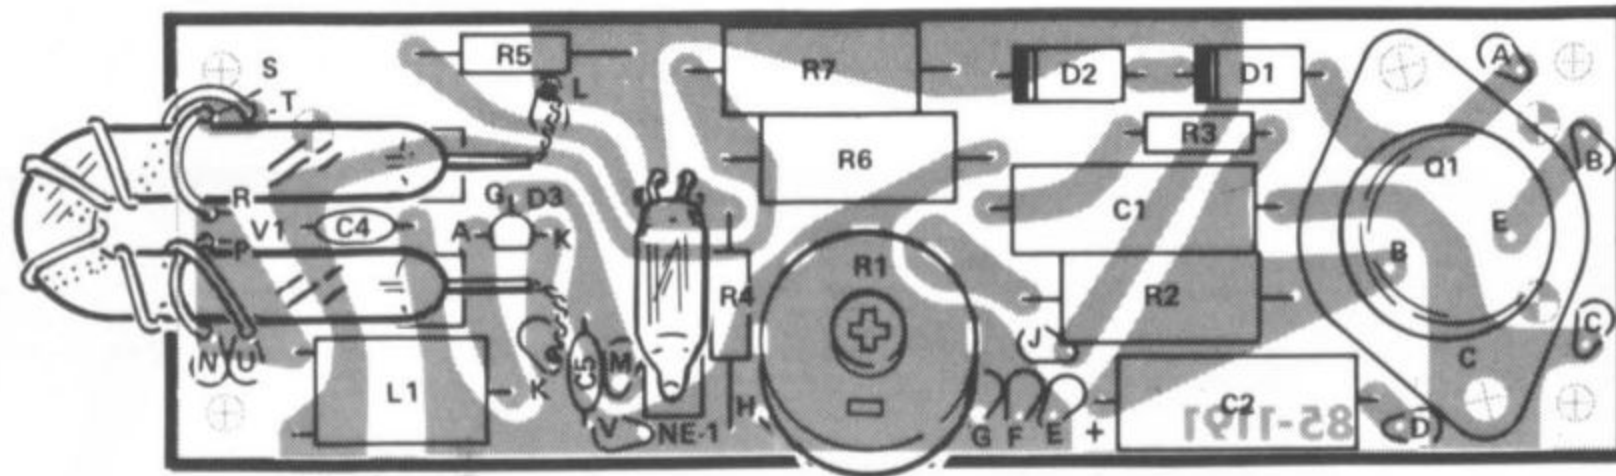 R5
R7
D2
D1
A
S
T
L
R3
R6
Q1
B
R
G
D3
C1
V1
C4
A
K
E
P
R1
B
R4
R2
C
J
C
N
U
K
C5
M
L1
H
C2
V
NE-1
G
F
E
+
85-1191
D